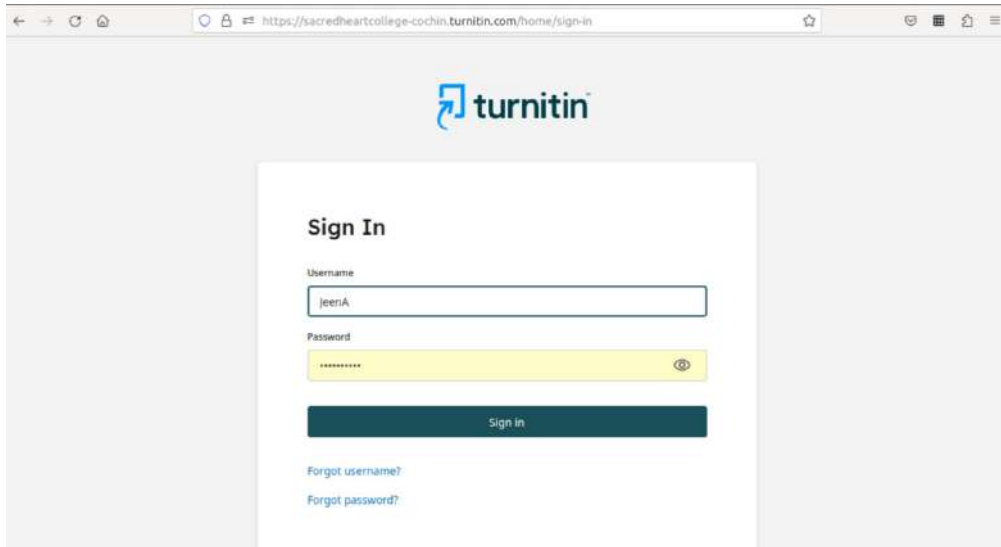 https://sacredheartcollege-cochin.turnitin.com/home/sign-in
turnitin
Sign In
Username
JeenA
Password
••••••••••
Sign in
Forgot username?
Forgot password?